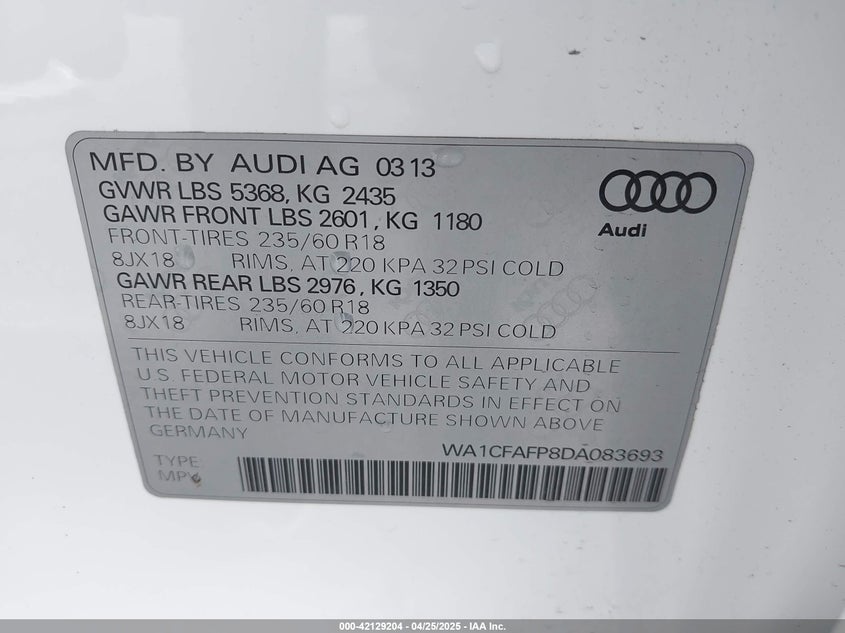 MFD. BY AUDI AG 03 13
GVWR LBS 5368, KG 2435
GAWR FRONT LBS 2601, KG 1180
FRONT-TIRES 235/60 R18
8JX18 RIMS, AT 220 KPA 32 PSI COLD
GAWR REAR LBS 2976, KG 1350
REAR-TIRES 235/60 R18
8JX18 RIMS, AT 220 KPA 32 PSI COLD
Audi
THIS VEHICLE CONFORMS TO ALL APPLICABLE
U.S. FEDERAL MOTOR VEHICLE SAFETY AND
THEFT PREVENTION STANDARDS IN EFFECT ON
THE DATE OF MANUFACTURE SHOWN ABOVE
GERMANY
WA1CFAFP8DA083693
TYPE:
MPV
000-42129204 - 04/25/2025 - IAA Inc.